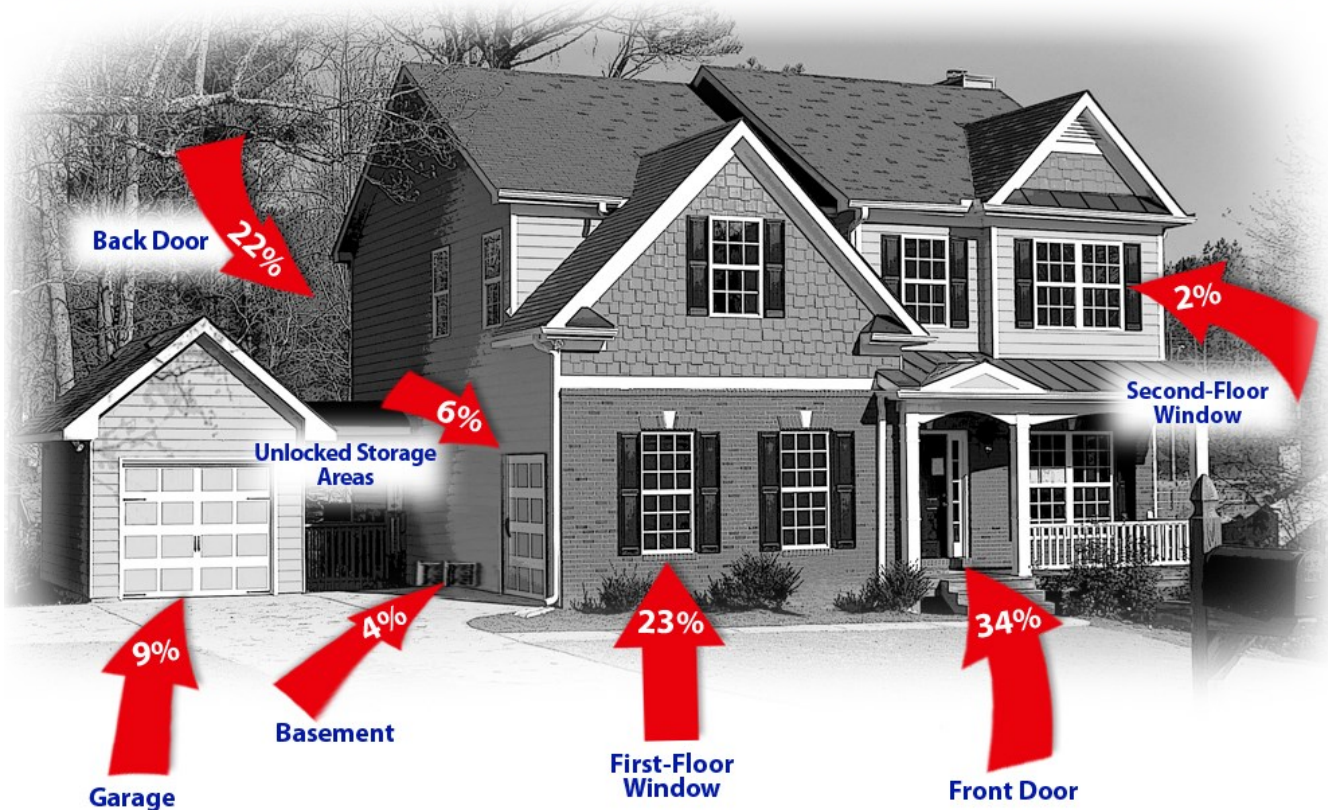 Back Door
22%
2%
Second-Floor
Window
6%
Unlocked Storage
Areas
4%
Basement
9%
Garage
23%
First-Floor
Window
34%
Front Door